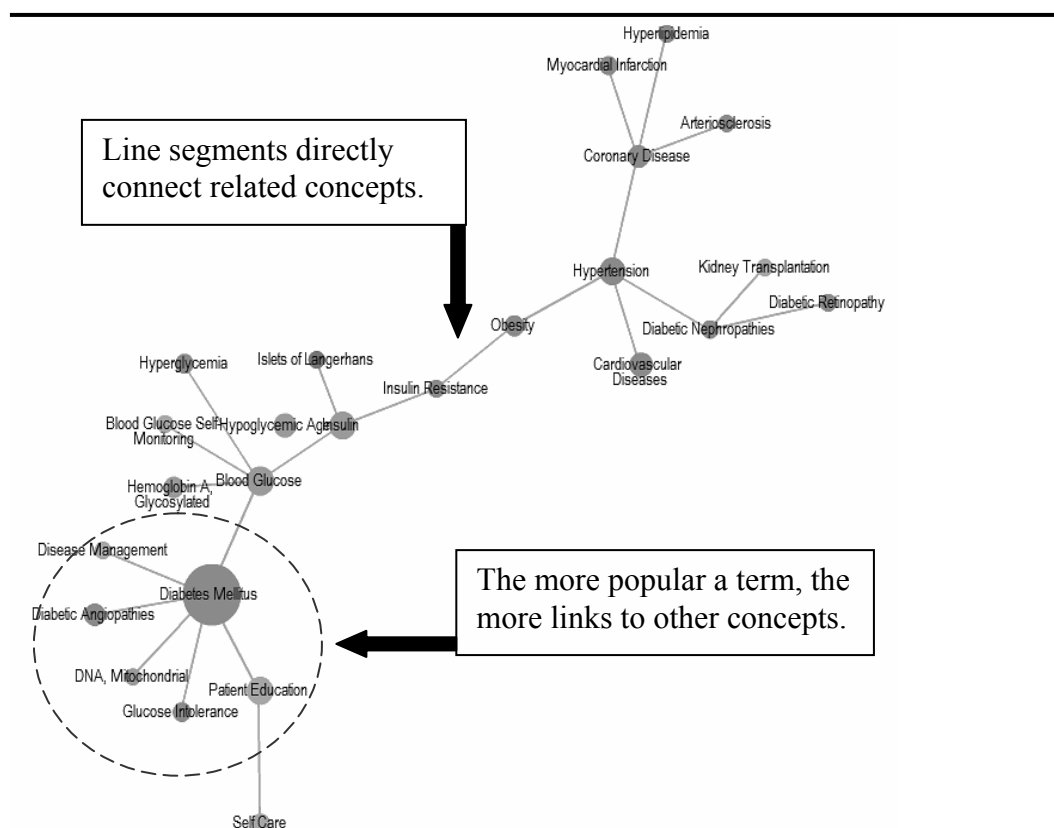 Hyperlipidemia
Myocardial Infarction
Arteriosclerosis
Line segments directly
connect related concepts.
Coronary Disease
Hypertension
Kidney Transplantation
Diabetic Retinopathy
Obesity
Diabetic Nephropathies
Islets of Langerhans
Hyperglycemia
Cardiovascular
Diseases
Insulin Resistance
Blood Glucose Self-
Monitoring
Hypoglycemic Age
Insulin
Blood Glucose
Hemoglobin A,
Glycosylated
Disease Management
The more popular a term, the
more links to other concepts.
Diabetes Mellitus
Diabetic Angiopathies
DNA, Mitochondrial
Patient Education
Glucose Intolerance
Self Care